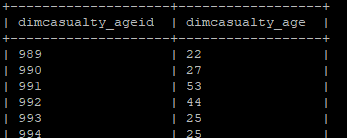 +--------------------+------------------+
| dimcasualty_ageid | dimcasualty_age |
+--------------------+------------------+
| 989 | 22 |
| 990 | 27 |
| 991 | 53 |
| 992 | 44 |
| 993 | 25 |
| 994 | 25 |